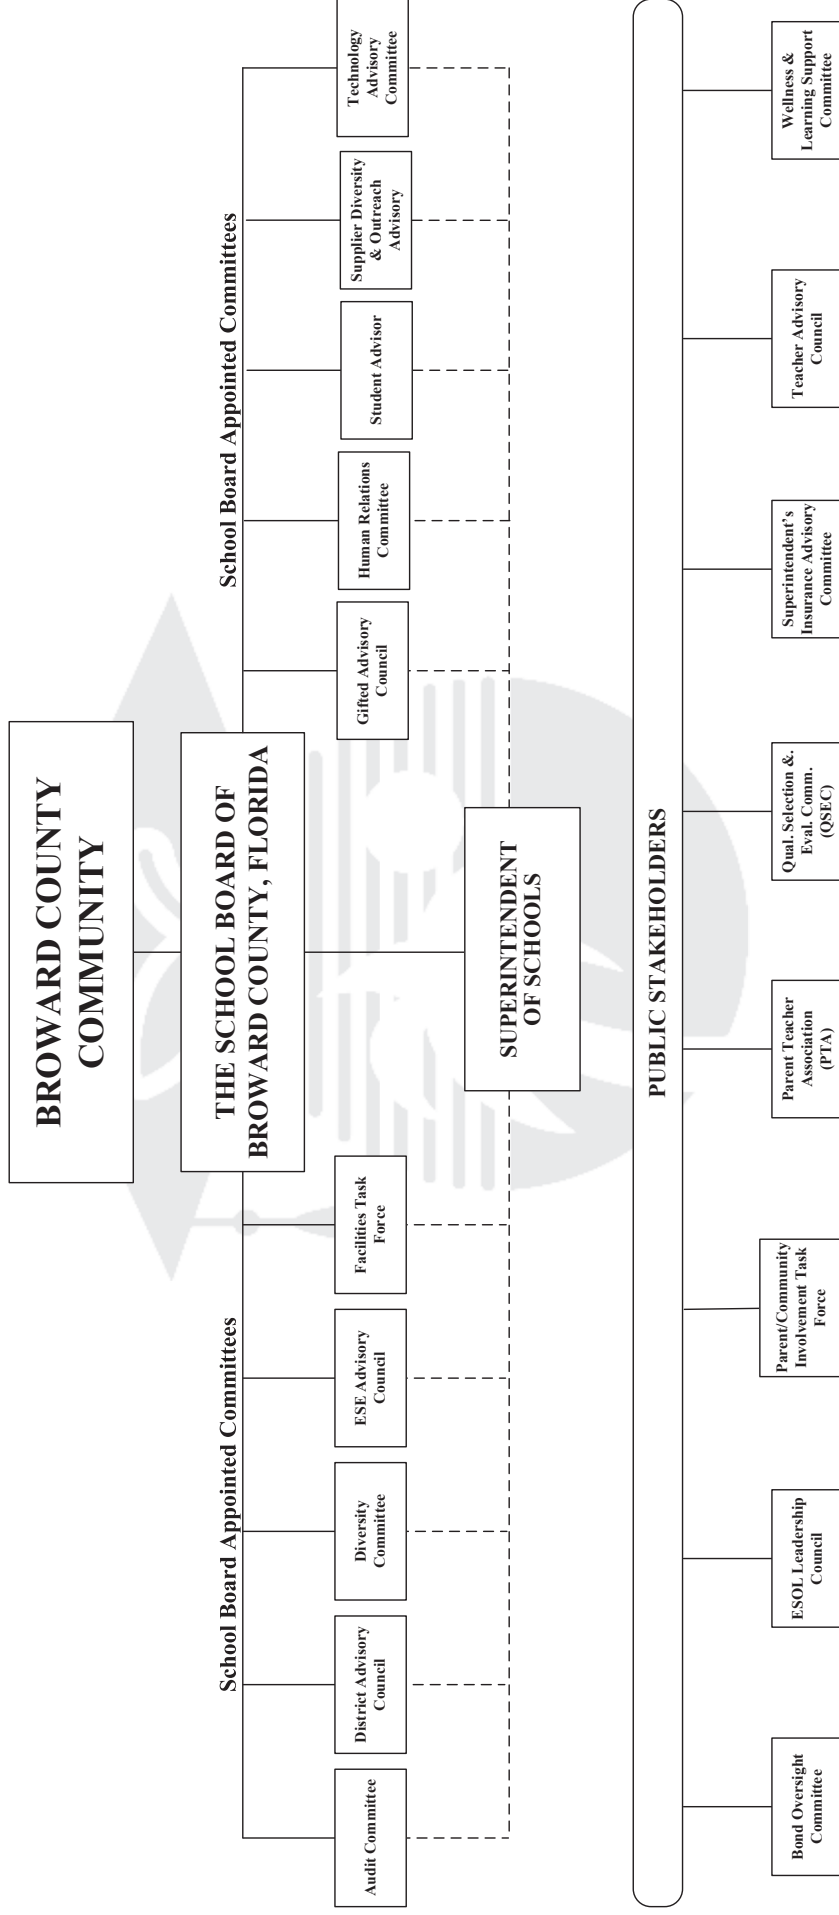 BROWARD COUNTY
COMMUNITY
THE SCHOOL BOARD OF
BROWARD COUNTY, FLORIDA
School Board Appointed Committees
School Board Appointed Committees
Audit Committee
District Advisory
Council
Diversity
Committee
ESE Advisory
Council
Facilities Task
Force
Gifted Advisory
Council
Human Relations
Committee
Student Advisor
Supplier Diversity
& Outreach
Advisory
Technology
Advisory
Committee
SUPERINTENDENT
OF SCHOOLS
PUBLIC STAKEHOLDERS
Bond Oversight
Committee
ESOL Leadership
Council
Parent/Community
Involvement Task
Force
Parent Teacher
Association
(PTA)
Qual. Selection &.
Eval. Comm.
(QSEC)
Superintendent's
Insurance Advisory
Committee
Teacher Advisory
Council
Wellness &
Learning Support
Committee